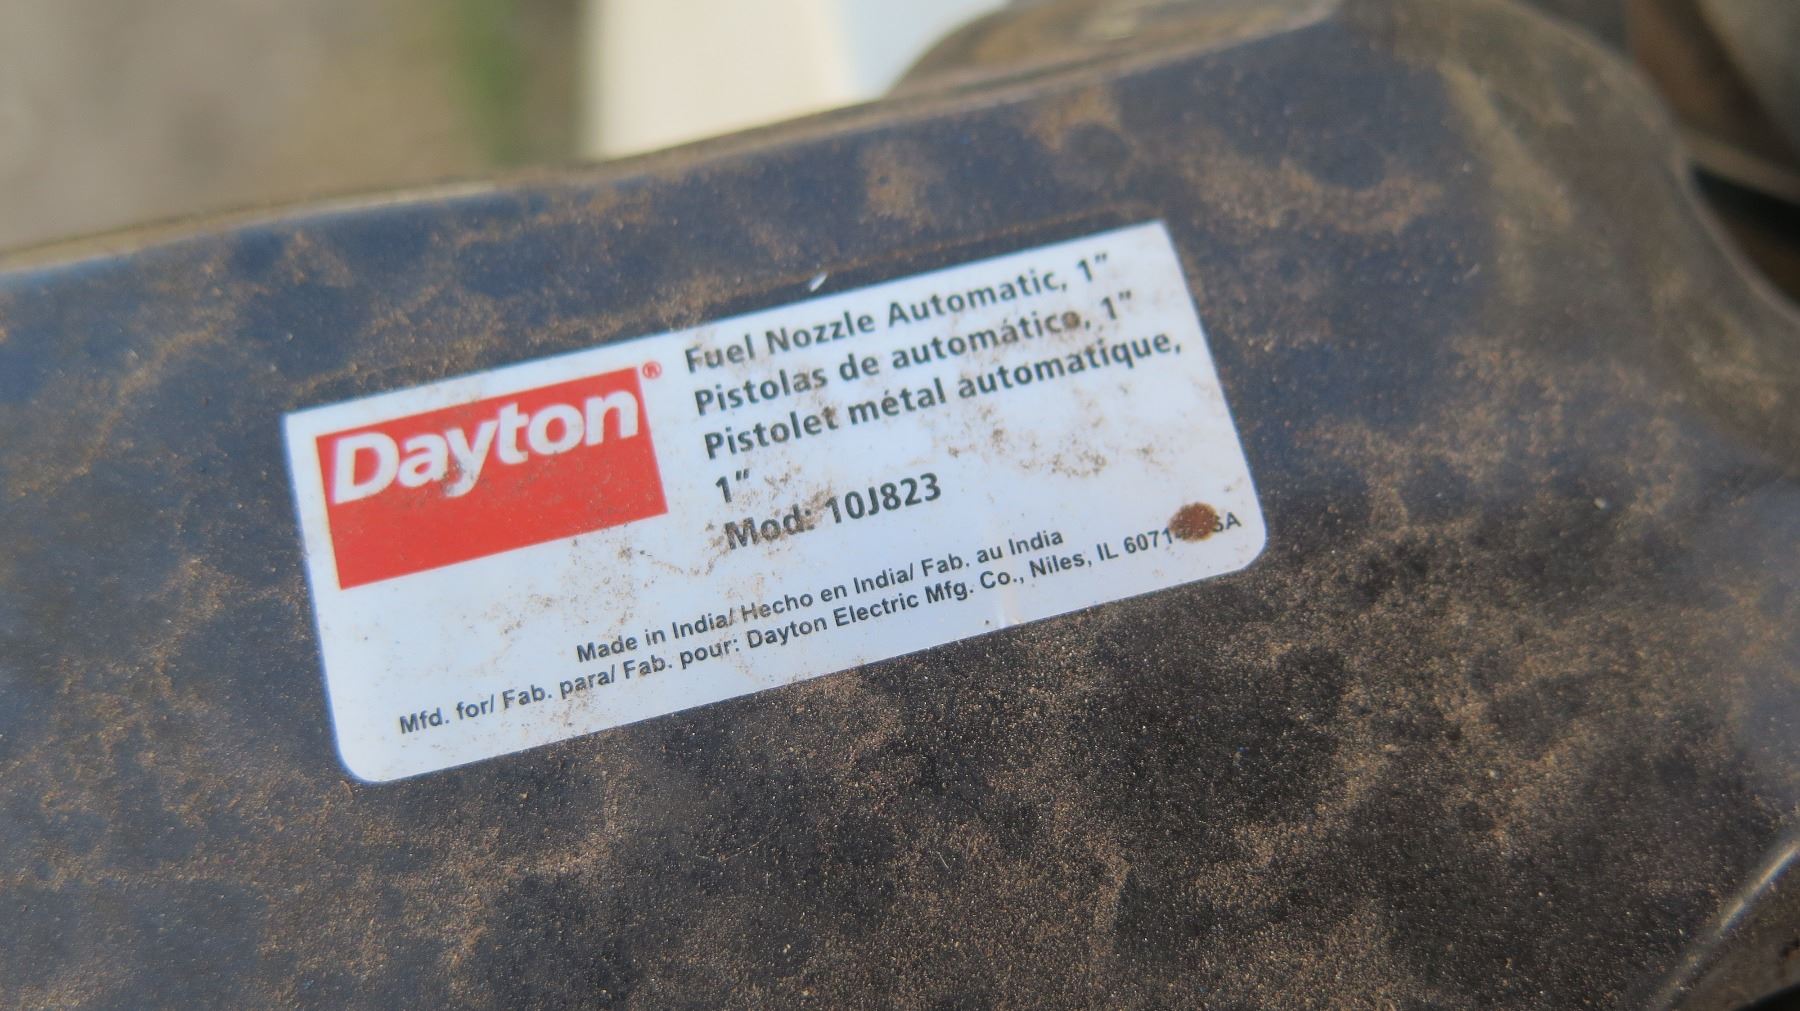 Dayton®
Fuel Nozzle Automatic, 1”
Pistolas de automático, 1”
Pistolet métal automatique,
1”
Mod: 10J823
Made in India/ Hecho en India/ Fab. au India
Mfd. for/ Fab. para/ Fab. pour: Dayton Electric Mfg. Co., Niles, IL